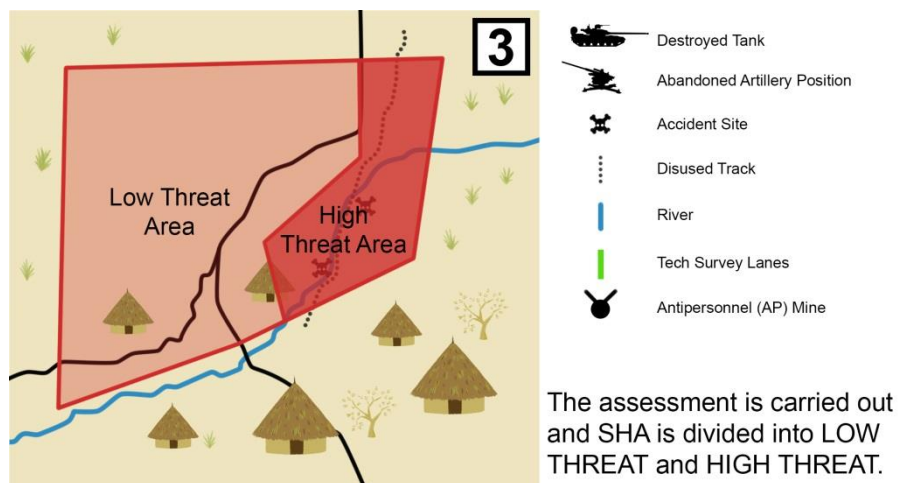 3
Low Threat
Area
High
Threat Area
Destroyed Tank
Abandoned Artillery Position
Accident Site
Disused Track
River
Tech Survey Lanes
Antipersonnel (AP) Mine
The assessment is carried out
and SHA is divided into LOW
THREAT and HIGH THREAT.